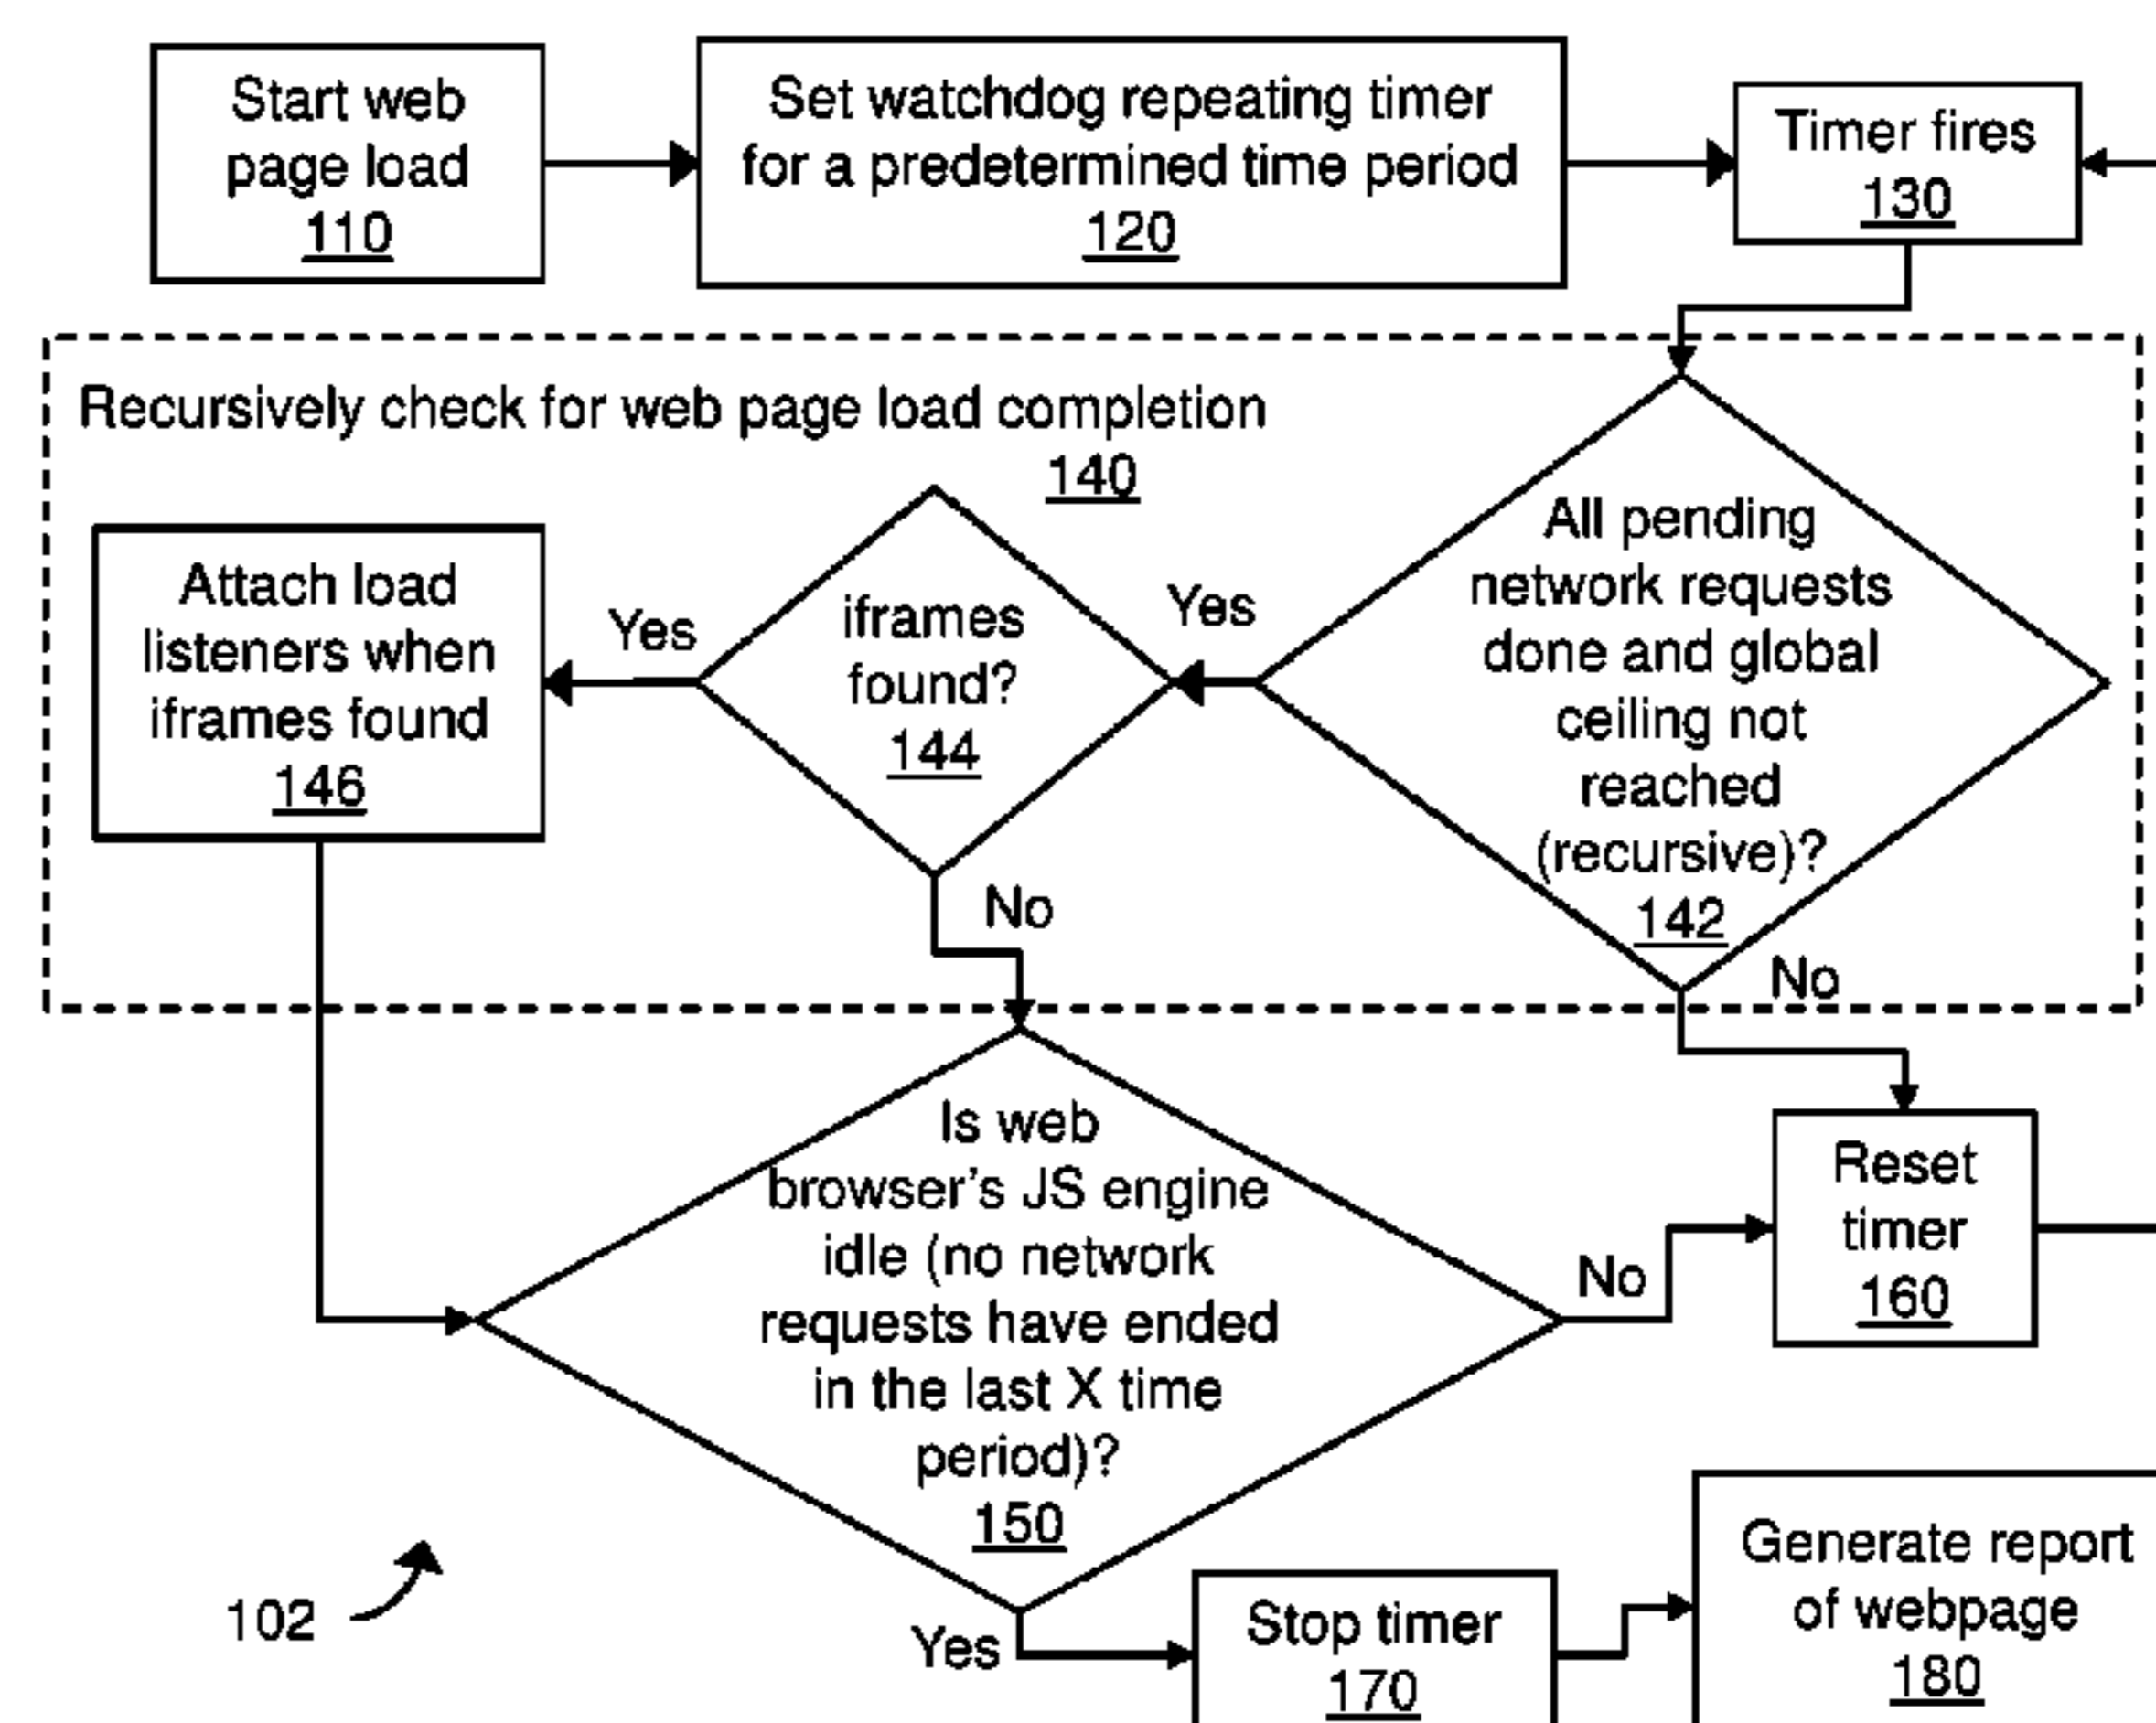 Start web
page load
110
Set watchdog repeating timer
for a predetermined time period
120
Timer fires
130
Recursively check for web page load completion
140
All pending
network requests
done and global
ceiling not
reached
(recursive)?
142
Yes
No
iframes
found?
144
Yes
No
Attach load
listeners when
iframes found
146
Is web
browser's JS engine
idle (no network
requests have ended
in the last X time
period)?
150
No
Yes
Reset
timer
160
Stop timer
170
Generate report
of webpage
180
102